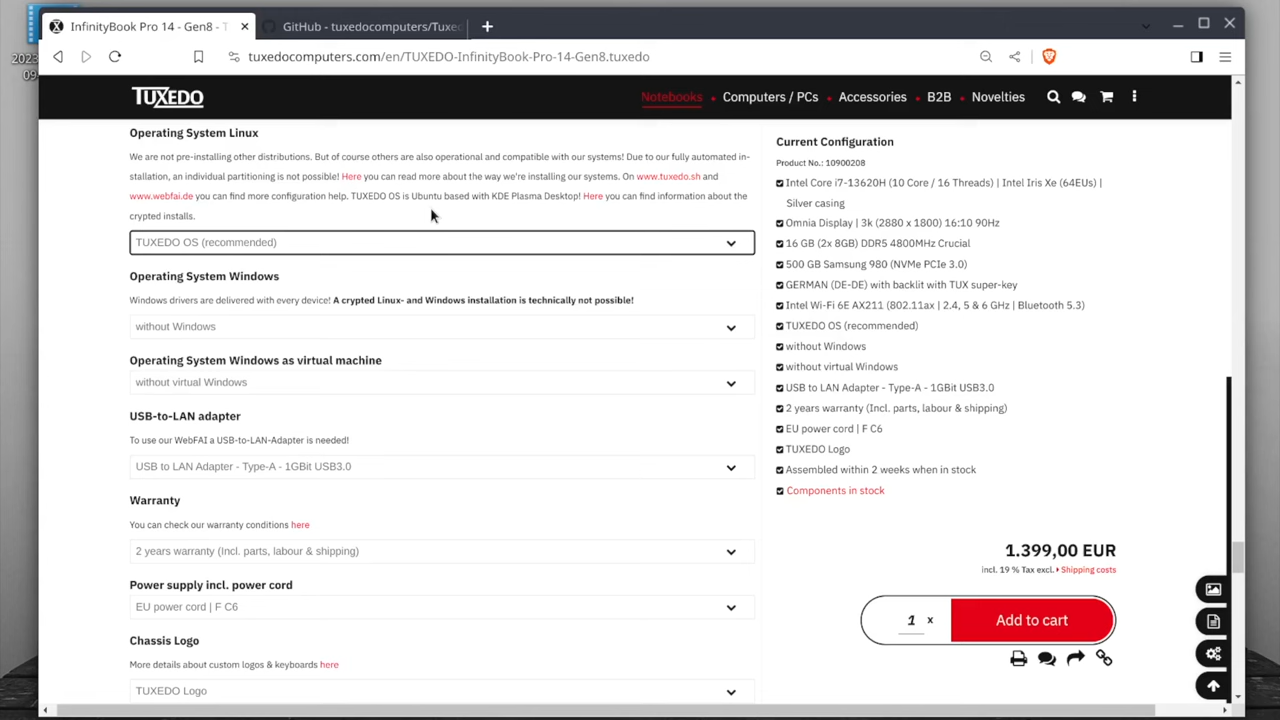 2023
09
InfinityBook Pro 14 - Gen8 - T
GitHub - tuxedocomputers/Tuxed
tuxedocomputers.com/en/TUXEDO-InfinityBook-Pro-14-Gen8.tuxedo
TUXEDO
Notebooks
Computers / PCs
Accessories
B2B
Novelties
Operating System Linux
We are not pre-installing other distributions. But of course others are also operational and compatible with our systems! Due to our fully automated in-
stallation, an individual partitioning is not possible! Here you can read more about the way we're installing our systems. On www.tuxedo.sh and
www.webfai.de you can find more configuration help. TUXEDO OS is Ubuntu based with KDE Plasma Desktop! Here you can find information about the
crypted installs.
TUXEDO OS (recommended)
Operating System Windows
Windows drivers are delivered with every device! A crypted Linux- and Windows installation is technically not possible!
without Windows
Operating System Windows as virtual machine
without virtual Windows
USB-to-LAN adapter
To use our WebFAI a USB-to-LAN-Adapter is needed!
USB to LAN Adapter - Type-A - 1GBit USB3.0
Warranty
You can check our warranty conditions here
2 years warranty (Incl. parts, labour & shipping)
Power supply incl. power cord
EU power cord | F C6
Chassis Logo
More details about custom logos & keyboards here
TUXEDO Logo
Current Configuration
Product No.: 10900208
Intel Core i7-13620H (10 Core / 16 Threads) | Intel Iris Xe (64EUs) |
Silver casing
Omnia Display | 3k (2880 x 1800) 16:10 90Hz
16 GB (2x 8GB) DDR5 4800MHz Crucial
500 GB Samsung 980 (NVMe PCIe 3.0)
GERMAN (DE-DE) with backlit with TUX super-key
Intel Wi-Fi 6E AX211 (802.11ax | 2.4, 5 & 6 GHz | Bluetooth 5.3)
TUXEDO OS (recommended)
without Windows
without virtual Windows
USB to LAN Adapter - Type-A - 1GBit USB3.0
2 years warranty (Incl. parts, labour & shipping)
EU power cord | F C6
TUXEDO Logo
Assembled within 2 weeks when in stock
Components in stock
1.399,00 EUR
incl. 19 % Tax excl. Shipping costs
1 x
Add to cart